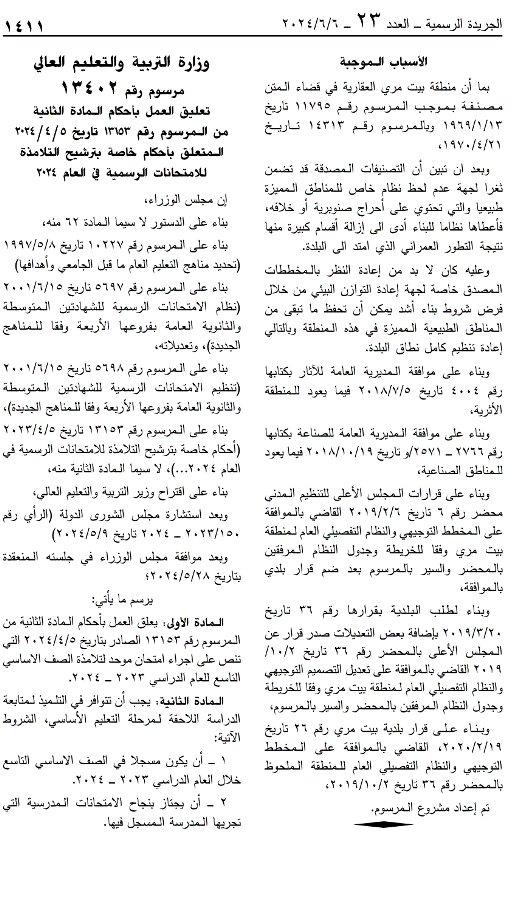 الجريدة الرسمية ــ العدد ٢٣ ــ ٢٠٢٤/٦/٦
١٤١١
الأسباب الموجبة
بما أن منطقة بيت مري العقارية في قضاء المتن
مصنفة بموجب المرسوم رقم ١١٧٩٥ تاريخ
١٩٦٩/١/١٣ وبالمرسوم رقم ١٤٣١٣ تاريخ
١٩٧٠/٤/٢١،
وبعد ان تبين أن التصنيفات المصدقة قد تضمن
ثغرا لجهة عدم لحظ نظام خاص للمناطق المميزة
طبيعيا والتي تحتوي على أحراج صنوبرية أو خلافه،
فأعطاها نظاما للبناء أدى الى إزالة أقسام كبيرة منها
نتيجة التطور العمراني الذي امتد الى البلدة.
وعليه كان لا بد من إعادة النظر بالمخططات
المصدق خاصة لجهة إعادة التوازن البيئي من خلال
فرض شروط بناء أشد يمكن أن تحفظ ما تبقى من
المناطق الطبيعية المميزة في هذه المنطقة وبالتالي
إعادة تنظيم كامل نطاق البلدة.
وبناء على موافقة المديرية العامة للآثار بكتابها
رقم ٤٠٠٤ تاريخ ٢٠١٨/٧/٥ فيما يعود للمنطقة
الأثرية،
وبناء على موافقة المديرية العامة للصناعة بكتابها
رقم ٢٧٦٦ ــ ٢٥٧١/و تاريخ ٢٠١٨/١٠/١٩ فيما يعود
للمناطق الصناعية،
وبناء على قرارات المجلس الأعلى للتنظيم المدني
محضر رقم ٦ تاريخ ٢٠١٩/٢/٦ القاضي بالموافقة
على المخطط التوجيهي والنظام التفصيلي العام لمنطقة
بيت مري وفقا للخريطة وجدول النظام المرفقين
بالمحضر والسير بالمرسوم بعد ضم قرار بلدي
بالموافقة،
وبناء لطلب البلدية بقرارها رقم ٣٦ تاريخ
٢٠١٩/٣/٢٠ بإضافة بعض التعديلات صدر قرار عن
المجلس الأعلى بالمحضر رقم ٣٦ تاريخ ١٠/٢/
٢٠١٩ القاضي بالموافقة على تعديل التصميم التوجيهي
والنظام التفصيلي العام لمنطقة بيت مري وفقا للخريطة
وجدول النظام المرفقين بالمحضر والسير بالمرسوم،
وبناء على قرار بلدية بيت مري رقم ٢٦ تاريخ
٢٠٢٠/٢/١٩، القاضي بالموافقة على المخطط
التوجيهي والنظام التفصيلي العام للمنطقة الملحوظ
بالمحضر رقم ٣٦ تاريخ ٢٠١٩/١٠/٢،
تم إعداد مشروع المرسوم.
وزارة التربية والتعليم العالي
مرسوم رقم ١٣٤٠٢
تعليق العمل بأحكام المادة الثانية
من المرسوم رقم ١٣١٥٣ تاريخ ٢٠٢٤/٤/٥
المتعلق بأحكام خاصة بترشيح التلامذة
للامتحانات الرسمية في العام ٢٠٢٤
إن مجلس الوزراء،
بناء على الدستور لا سيما المادة ٦٢ منه،
بناء على المرسوم رقم ١٠٢٢٧ تاريخ ١٩٩٧/٥/٨
(تحديد مناهج التعليم العام ما قبل الجامعي وأهدافها)
بناء على المرسوم رقم ٥٦٩٧ تاريخ ٢٠٠١/٦/١٥
(نظام الامتحانات الرسمية للشهادتين المتوسطة
والثانوية العامة بفروعها الأربعة وفقا للمناهج
الجديدة)، وتعديلاته،
بناء على المرسوم رقم ٥٦٩٨ تاريخ ٢٠٠١/٦/١٥
(تنظيم الامتحانات الرسمية للشهادتين المتوسطة
والثانوية العامة بفروعها الأربعة وفقا للمناهج الجديدة)،
بناء على المرسوم رقم ١٣١٥٣ تاريخ ٢٠٢٣/٤/٥
(أحكام خاصة بترشيح التلامذة للامتحانات الرسمية في
العام ٢٠٢٤...)، لا سيما المادة الثانية منه،
بناء على اقتراح وزير التربية والتعليم العالي،
وبعد استشارة مجلس الشورى الدولة (الرأي رقم
٢٠٢٣/١٥٠ ــ ٢٠٢٤ تاريخ ٢٠٢٤/٥/٩)
وبعد موافقة مجلس الوزراء في جلسته المنعقدة
بتاريخ ٢٠٢٤/٥/٢٨؛
يرسم ما يأتي:
المادة الأولى: يعلق العمل بأحكام المادة الثانية من
المرسوم رقم ١٣١٥٣ الصادر بتاريخ ٢٠٢٤/٤/٥ التي
تنص على اجراء امتحان موحد لتلامذة الصف الاساسي
التاسع للعام الدراسي ٢٠٢٣ ــ ٢٠٢٤.
المادة الثانية: يجب أن تتوافر في التلميذ لمتابعة
الدراسة اللاحقة لمرحلة التعليم الأساسي، الشروط
الآتية:
١ ــ أن يكون مسجلا في الصف الاساسي التاسع
خلال العام الدراسي ٢٠٢٣ ــ ٢٠٢٤.
٢ ــ أن يجتاز بنجاح الامتحانات المدرسية التي
تجريها المدرسة المسجل فيها.